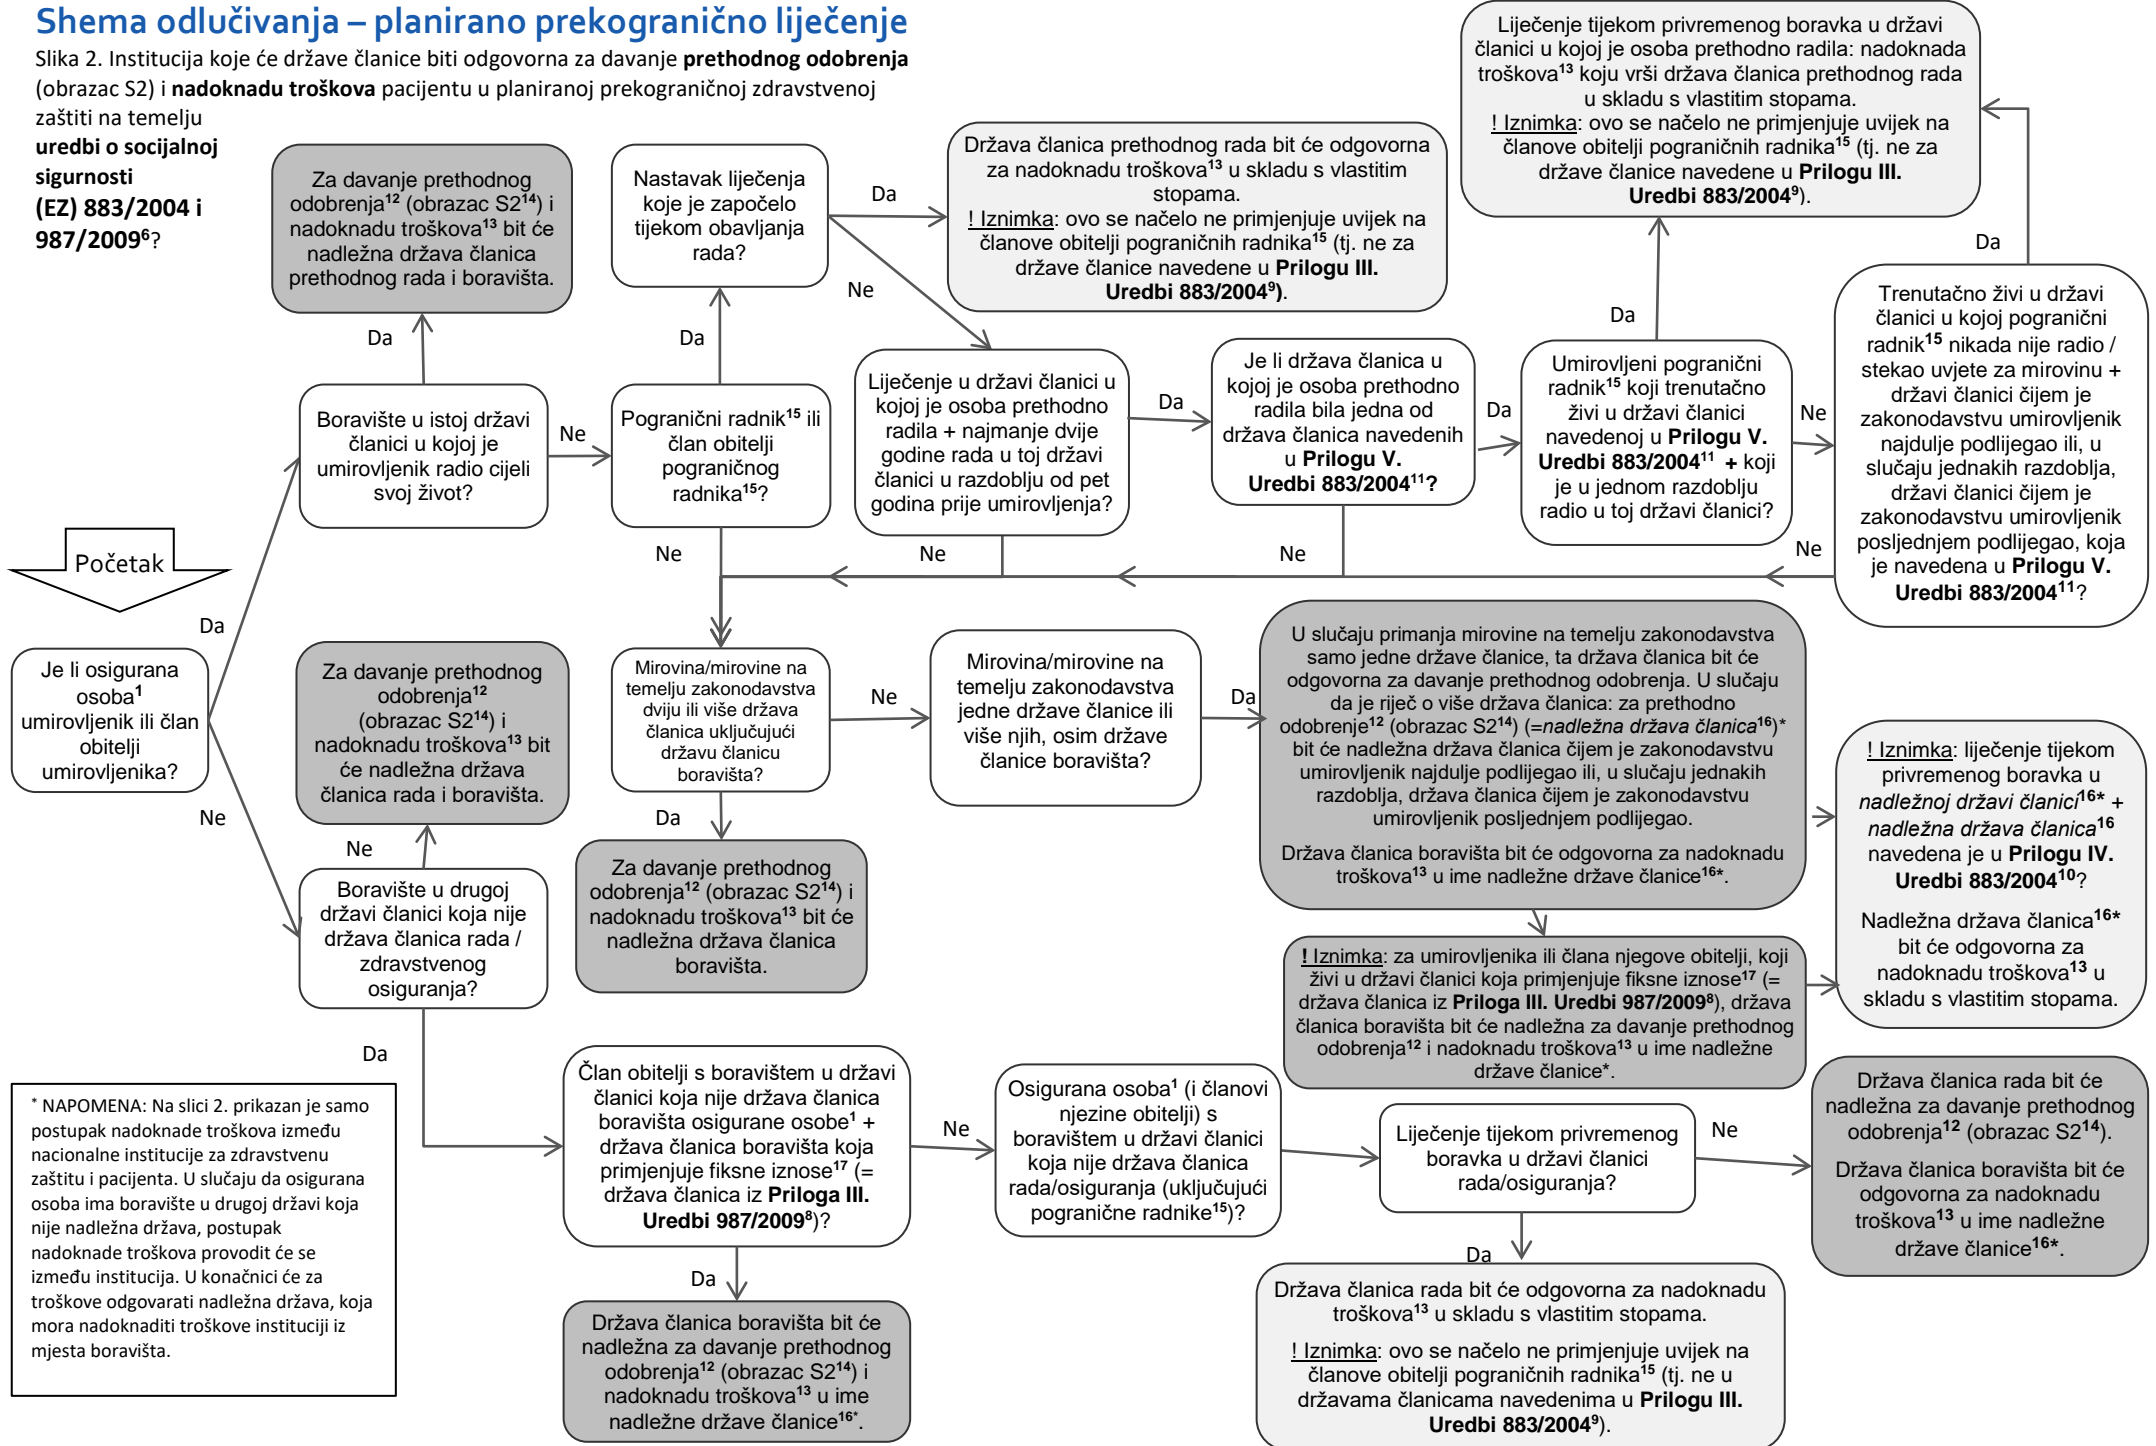 Shema odlučivanja – planirano prekogranično liječenje
Slika 2. Institucija koje će države članice biti odgovorna za davanje prethodnog odobrenja
(obrazac S2) i nadoknadu troškova pacijentu u planiranoj prekograničnoj zdravstvenoj
zaštiti na temelju
uredbi o socijalnoj
sigurnosti
(EZ) 883/2004 i
987/2009⁶?
Za davanje prethodnog
odobrenja¹² (obrazac S2¹⁴) i
nadoknadu troškova¹³ bit će
nadležna država članica
prethodnog rada i boravišta.
Nastavak liječenja
koje je započelo
tijekom obavljanja
rada?
Da
Ne
Država članica prethodnog rada bit će odgovorna
za nadoknadu troškova¹³ u skladu s vlastitim
stopama.
! Iznimka: ovo se načelo ne primjenjuje uvijek na
članove obitelji pograničnih radnika¹⁵ (tj. ne za
države članice navedene u Prilogu III.
Uredbi 883/2004⁹).
Liječenje tijekom privremenog boravka u državi
članici u kojoj je osoba prethodno radila: nadoknada
troškova¹³ koju vrši država članica prethodnog rada
u skladu s vlastitim stopama.
! Iznimka: ovo se načelo ne primjenjuje uvijek na
članove obitelji pograničnih radnika¹⁵ (tj. ne za
države članice navedene u Prilogu III.
Uredbi 883/2004⁹).
Da
Da
Da
Da
Boravište u istoj državi
članici u kojoj je
umirovljenik radio cijeli
svoj život?
Ne
Pogranični radnik¹⁵ ili
član obitelji
pograničnog
radnika¹⁵?
Ne
Liječenje u državi članici u
kojoj je osoba prethodno
radila + najmanje dvije
godine rada u toj državi
članici u razdoblju od pet
godina prije umirovljenja?
Da
Ne
Je li država članica u
kojoj je osoba prethodno
radila bila jedna od
država članica navedenih
u Prilogu V.
Uredbi 883/2004¹¹?
Da
Ne
Umirovljeni pogranični
radnik¹⁵ koji trenutačno
živi u državi članici
navedenoj u Prilogu V.
Uredbi 883/2004¹¹ + koji
je u jednom razdoblju
radio u toj državi članici?
Ne
Trenutačno živi u državi
članici u kojoj pogranični
radnik¹⁵ nikada nije radio /
stekao uvjete za mirovinu +
državi članici čijem je
zakonodavstvu umirovljenik
najdulje podlijegao ili, u
slučaju jednakih razdoblja,
državi članici čijem je
zakonodavstvu umirovljenik
posljednjem podlijegao, koja
je navedena u Prilogu V.
Uredbi 883/2004¹¹?
Ne
Početak
Da
Je li osigurana
osoba¹
umirovljenik ili član
obitelji
umirovljenika?
Ne
Za davanje prethodnog
odobrenja¹²
(obrazac S2¹⁴) i
nadoknadu troškova¹³ bit
će nadležna država
članica rada i boravišta.
Ne
Mirovina/mirovine na
temelju zakonodavstva
dviju ili više država
članica uključujući
državu članicu
boravišta?
Ne
Da
Mirovina/mirovine na
temelju zakonodavstva
jedne države članice ili
više njih, osim države
članice boravišta?
Da
U slučaju primanja mirovine na temelju zakonodavstva
samo jedne države članice, ta država članica bit će
odgovorna za davanje prethodnog odobrenja. U slučaju
da je riječ o više država članica: za prethodno
odobrenje¹² (obrazac S2¹⁴) (=nadležna država članica¹⁶)*
bit će nadležna država članica čijem je zakonodavstvu
umirovljenik najdulje podlijegao ili, u slučaju jednakih
razdoblja, država članica čijem je zakonodavstvu
umirovljenik posljednjem podlijegao.
Država članica boravišta bit će odgovorna za nadoknadu
troškova¹³ u ime nadležne države članice¹⁶*.
! Iznimka: liječenje tijekom
privremenog boravka u
nadležnoj državi članici¹⁶* +
nadležna država članica¹⁶
navedena je u Prilogu IV.
Uredbi 883/2004¹⁰?
Nadležna država članica¹⁶*
bit će odgovorna za
nadoknadu troškova¹³ u
skladu s vlastitim stopama.
Za davanje prethodnog
odobrenja¹² (obrazac S2¹⁴) i
nadoknadu troškova¹³ bit će
nadležna država članica
boravišta.
Boravište u drugoj
državi članici koja nije
država članica rada /
zdravstvenog
osiguranja?
Da
! Iznimka: za umirovljenika ili člana njegove obitelji, koji
živi u državi članici koja primjenjuje fiksne iznose¹⁷ (=
država članica iz Priloga III. Uredbi 987/2009⁸), država
članica boravišta bit će nadležna za davanje prethodnog
odobrenja¹² i nadoknadu troškova¹³ u ime nadležne
države članice*.
* NAPOMENA: Na slici 2. prikazan je samo
postupak nadoknade troškova između
nacionalne institucije za zdravstvenu
zaštitu i pacijenta. U slučaju da osigurana
osoba ima boravište u drugoj državi koja
nije nadležna država, postupak
nadoknade troškova provodit će se
između institucija. U konačnici će za
troškove odgovarati nadležna država, koja
mora nadoknaditi troškove instituciji iz
mjesta boravišta.
Član obitelji s boravištem u državi
članici koja nije država članica
boravišta osigurane osobe¹ +
država članica boravišta koja
primjenjuje fiksne iznose¹⁷ (=
država članica iz Priloga III.
Uredbi 987/2009⁸)?
Ne
Da
Osigurana osoba¹ (i članovi
njezine obitelji) s
boravištem u državi članici
koja nije država članica
rada/osiguranja (uključujući
pogranične radnike¹⁵)?
Liječenje tijekom privremenog
boravka u državi članici
rada/osiguranja?
Ne
Da
Država članica rada bit će
nadležna za davanje prethodnog
odobrenja¹² (obrazac S2¹⁴).
Država članica boravišta bit će
odgovorna za nadoknadu
troškova¹³ u ime nadležne
države članice¹⁶*.
Država članica boravišta bit će
nadležna za davanje prethodnog
odobrenja¹² (obrazac S2¹⁴) i
nadoknadu troškova¹³ u ime
nadležne države članice¹⁶*.
Država članica rada bit će odgovorna za nadoknadu
troškova¹³ u skladu s vlastitim stopama.
! Iznimka: ovo se načelo ne primjenjuje uvijek na
članove obitelji pograničnih radnika¹⁵ (tj. ne u
državama članicama navedenima u Prilogu III.
Uredbi 883/2004⁹).